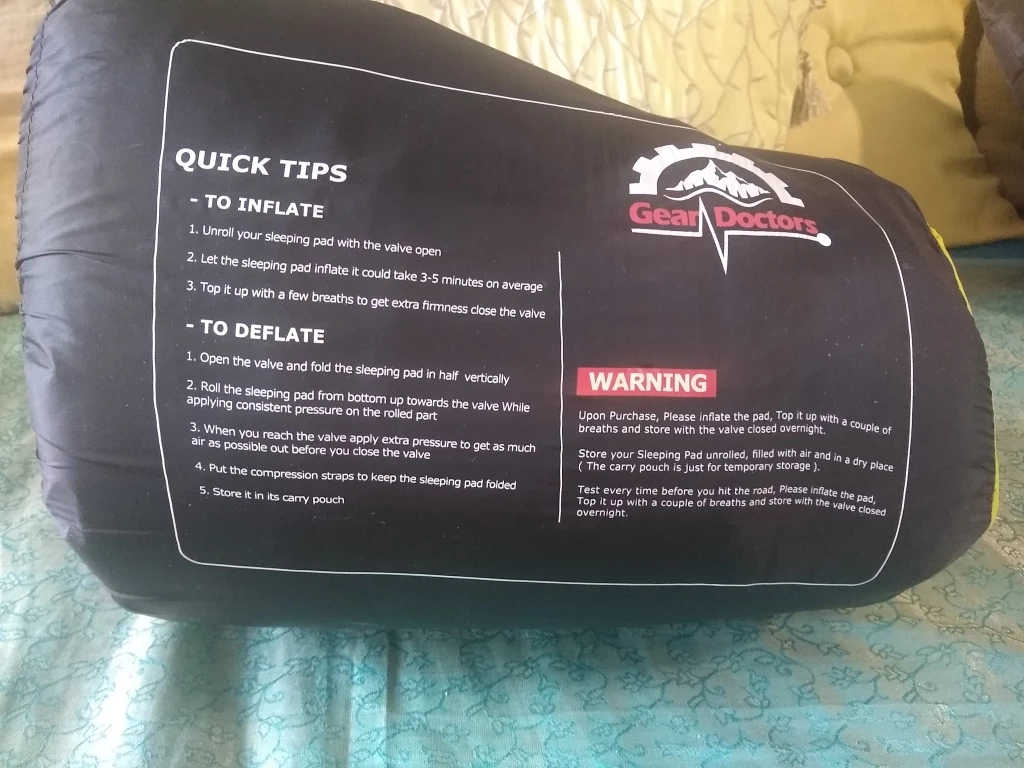 QUICK TIPS
- TO INFLATE
1. Unroll your sleeping pad with the valve open
2. Let the sleeping pad inflate it could take 3-5 minutes on average
3. Top it up with a few breaths to get extra firmness close the valve
- TO DEFLATE
1. Open the valve and fold the sleeping pad in half vertically
2. Roll the sleeping pad from bottom up towards the valve While
applying consistent pressure on the rolled part
3. When you reach the valve apply extra pressure to get as much
air as possible out before you close the valve
4. Put the compression straps to keep the sleeping pad folded
5. Store it in its carry pouch
Gear Doctors
WARNING
Upon Purchase, Please inflate the pad, Top it up with a couple of
breaths and store with the valve closed overnight.
Store your Sleeping Pad unrolled, filled with air and in a dry place
( The carry pouch is just for temporary storage ).
Test every time before you hit the road, Please inflate the pad,
Top it up with a couple of breaths and store with the valve closed
overnight.